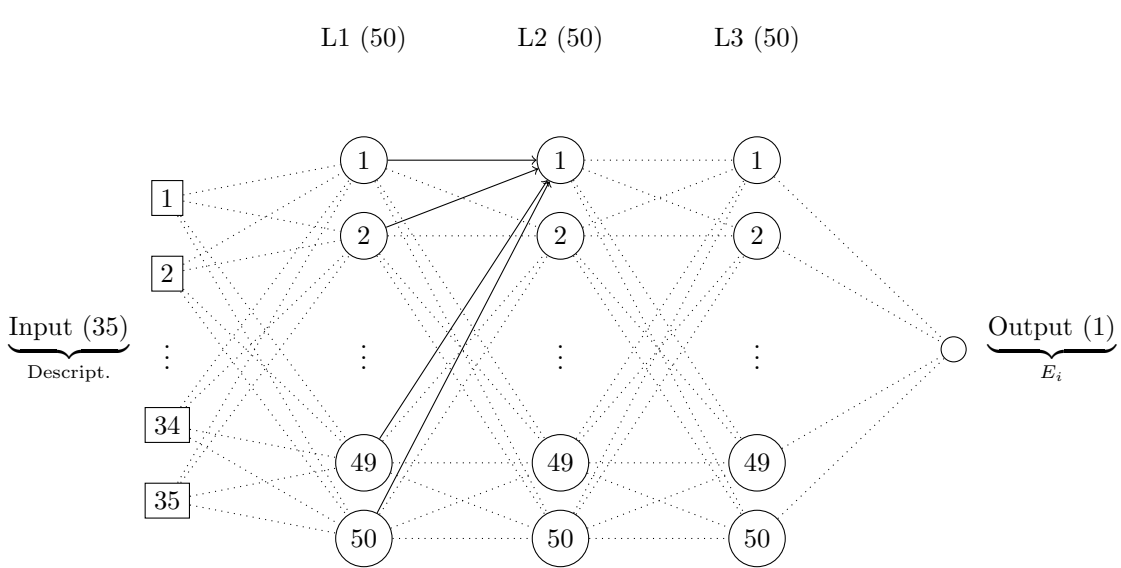 L1 (50)
L2 (50)
L3 (50)
Input (35)
Descript.
1
2
⋮
34
35
1
2
⋮
49
50
1
2
⋮
49
50
1
2
⋮
49
50
Output (1)
E_i